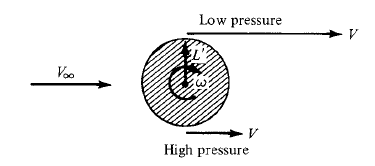 Low pressure
V
L'
V∞
ω
V
High pressure